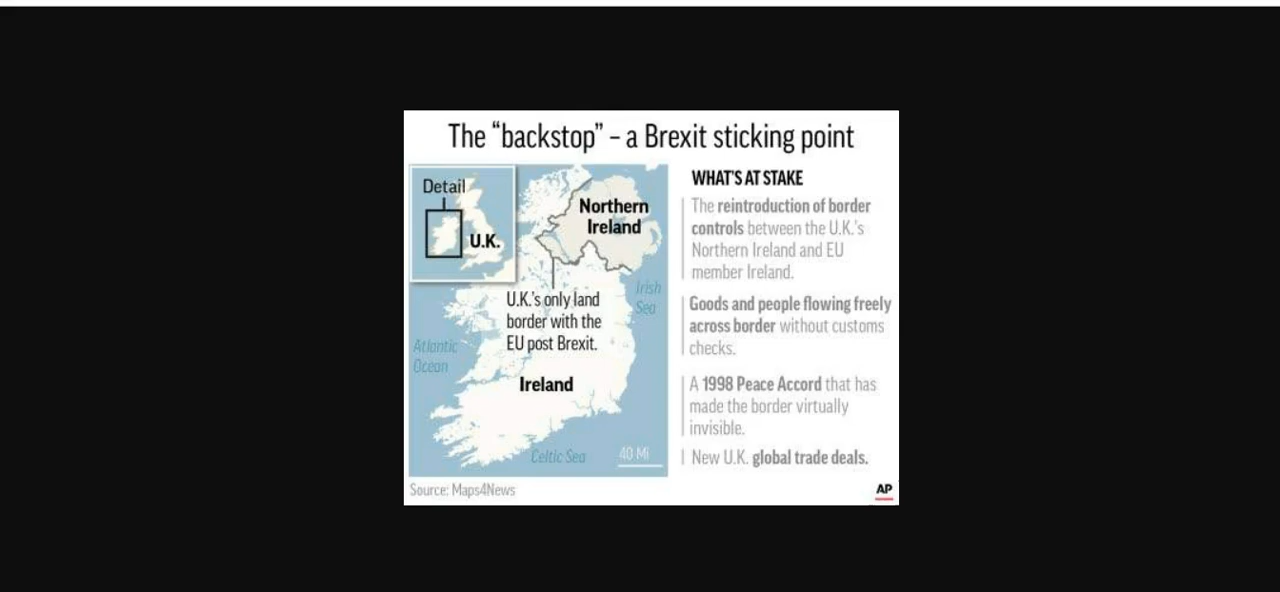 The “backstop” – a Brexit sticking point
Detail
U.K.
Northern
Ireland
U.K.'s only land
border with the
EU post Brexit.
Irish
Sea
Atlantic
Ocean
Ireland
Celtic Sea
40 Mi
WHAT'S AT STAKE
The reintroduction of border
controls between the U.K.'s
Northern Ireland and EU
member Ireland.
Goods and people flowing freely
across border without customs
checks.
A 1998 Peace Accord that has
made the border virtually
invisible.
New U.K. global trade deals.
Source: Maps4News
AP